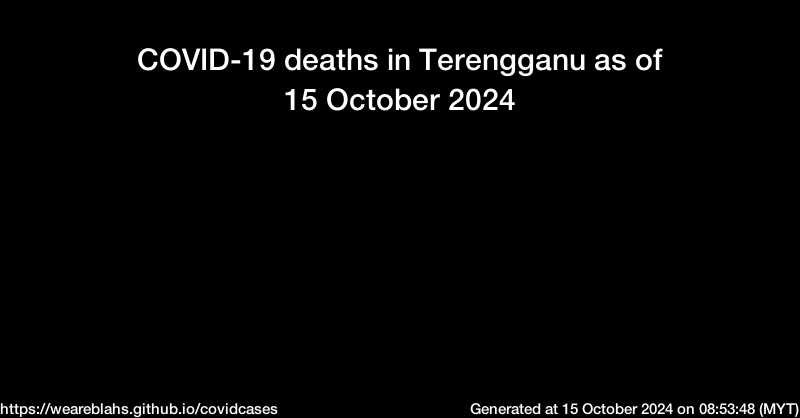 COVID-19 deaths in Terengganu as of
15 October 2024
https://weareblahs.github.io/covidcases
Generated at 15 October 2024 on 08:53:48 (MYT)